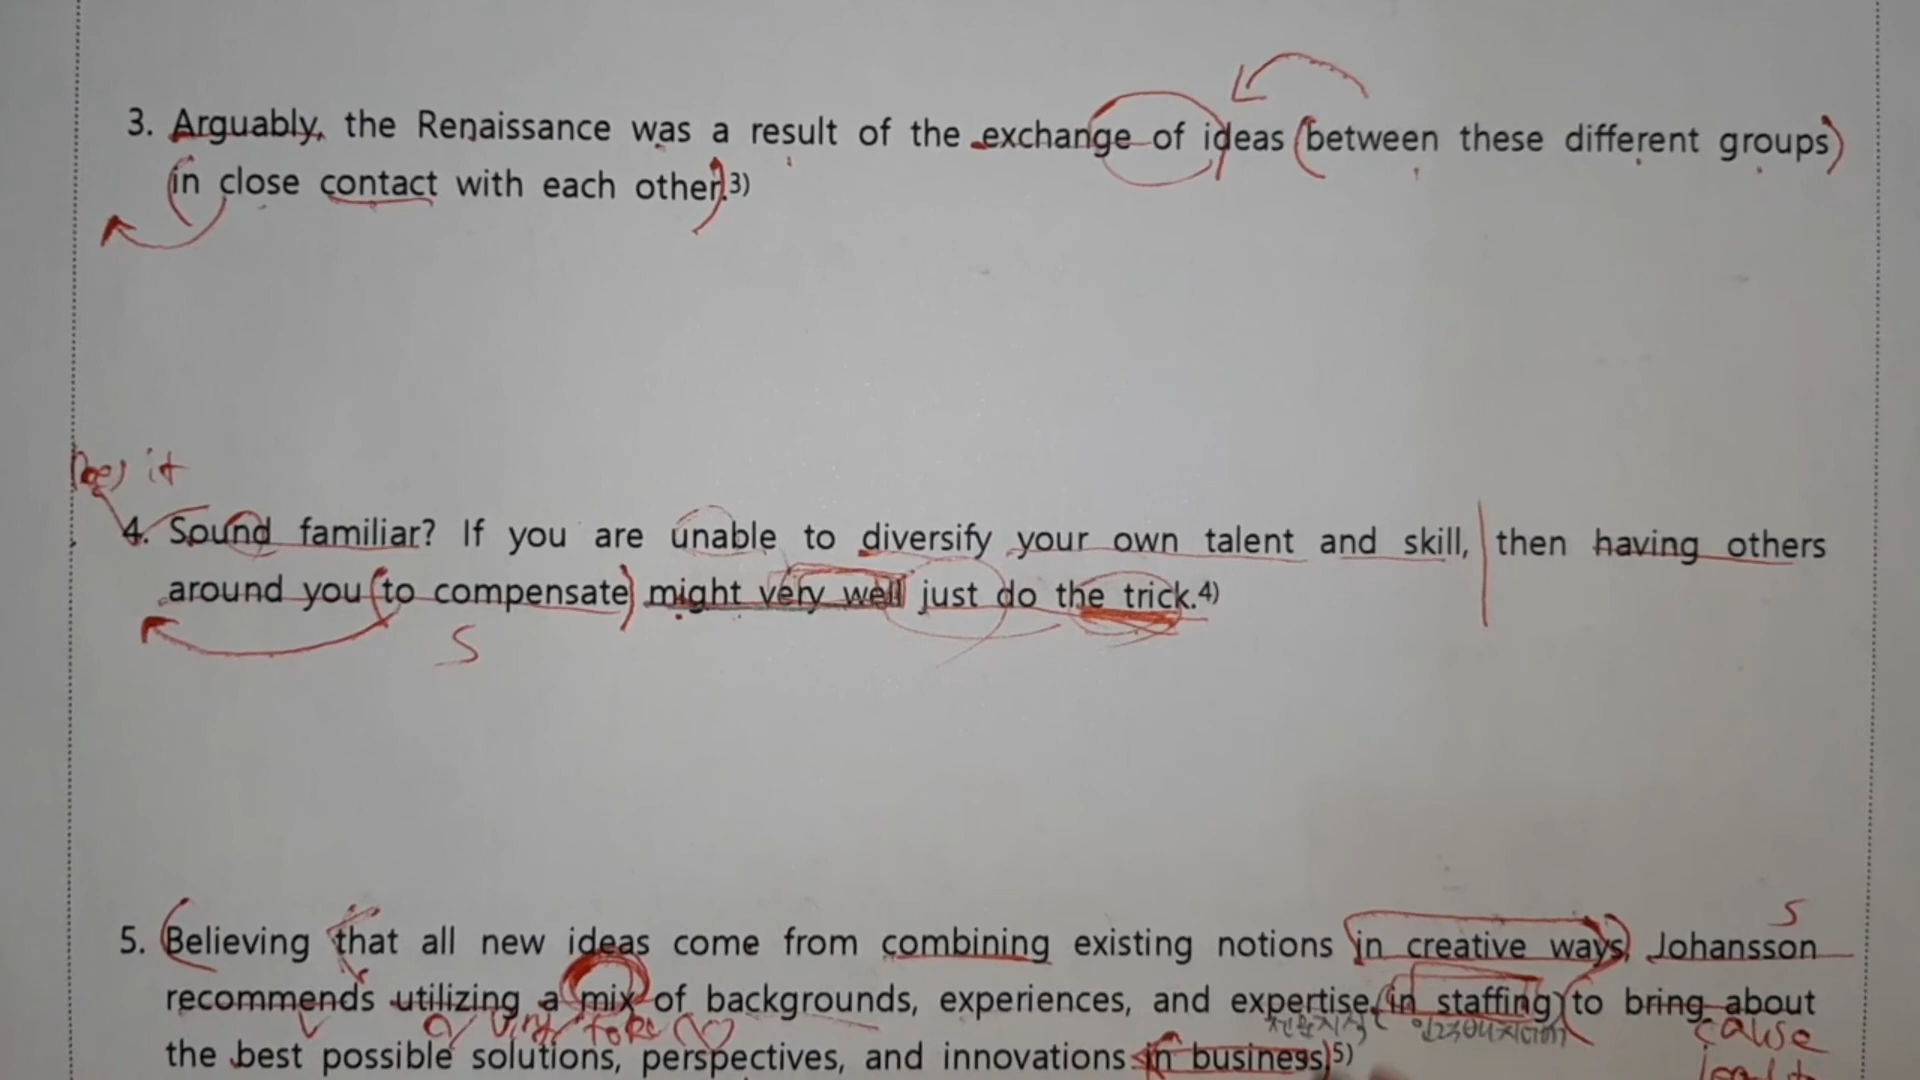 3. Arguably, the Renaissance was a result of the exchange of ideas (between these different groups)
(in close contact with each other).3)
Does it
4. Sound familiar? If you are unable to diversify your own talent and skill, then having others
around you (to compensate) might very well just do the trick.4)
S
S
5. Believing that all new ideas come from combining existing notions in creative ways, Johansson
recommends utilizing a mix of backgrounds, experiences, and expertise (in staffing) to bring about
V cause
the best possible solutions, perspectives, and innovations in business.5)